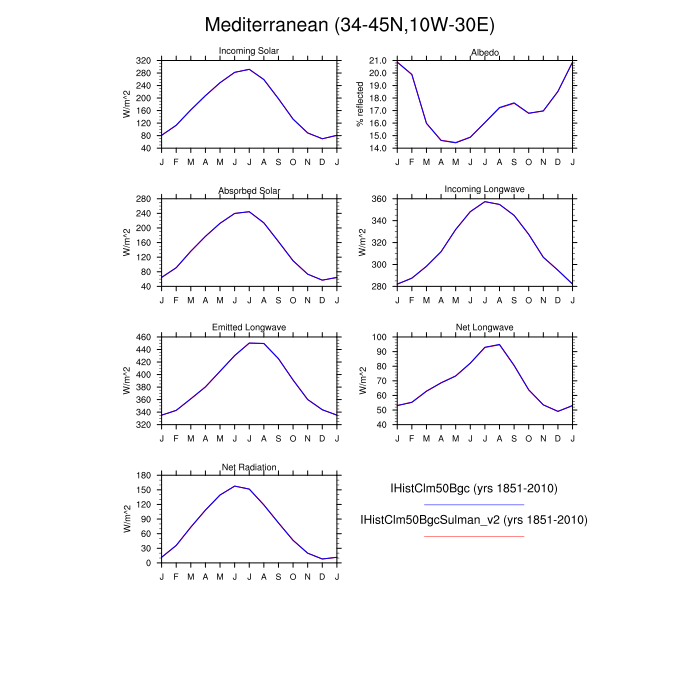 Mediterranean (34-45N,10W-30E)
Incoming Solar
W/m^2
320
280
240
200
160
120
80
40
J F M A M J J A S O N D J
Albedo
% reflected
21.0
20.0
19.0
18.0
17.0
16.0
15.0
14.0
J F M A M J J A S O N D J
Absorbed Solar
W/m^2
280
240
200
160
120
80
40
J F M A M J J A S O N D J
Incoming Longwave
W/m^2
360
340
320
300
280
J F M A M J J A S O N D J
Emitted Longwave
W/m^2
460
440
420
400
380
360
340
320
J F M A M J J A S O N D J
Net Longwave
W/m^2
100
90
80
70
60
50
40
J F M A M J J A S O N D J
Net Radiation
W/m^2
180
150
120
90
60
30
0
J F M A M J J A S O N D J
IHistClm50Bgc (yrs 1851-2010)
IHistClm50BgcSulman_v2 (yrs 1851-2010)